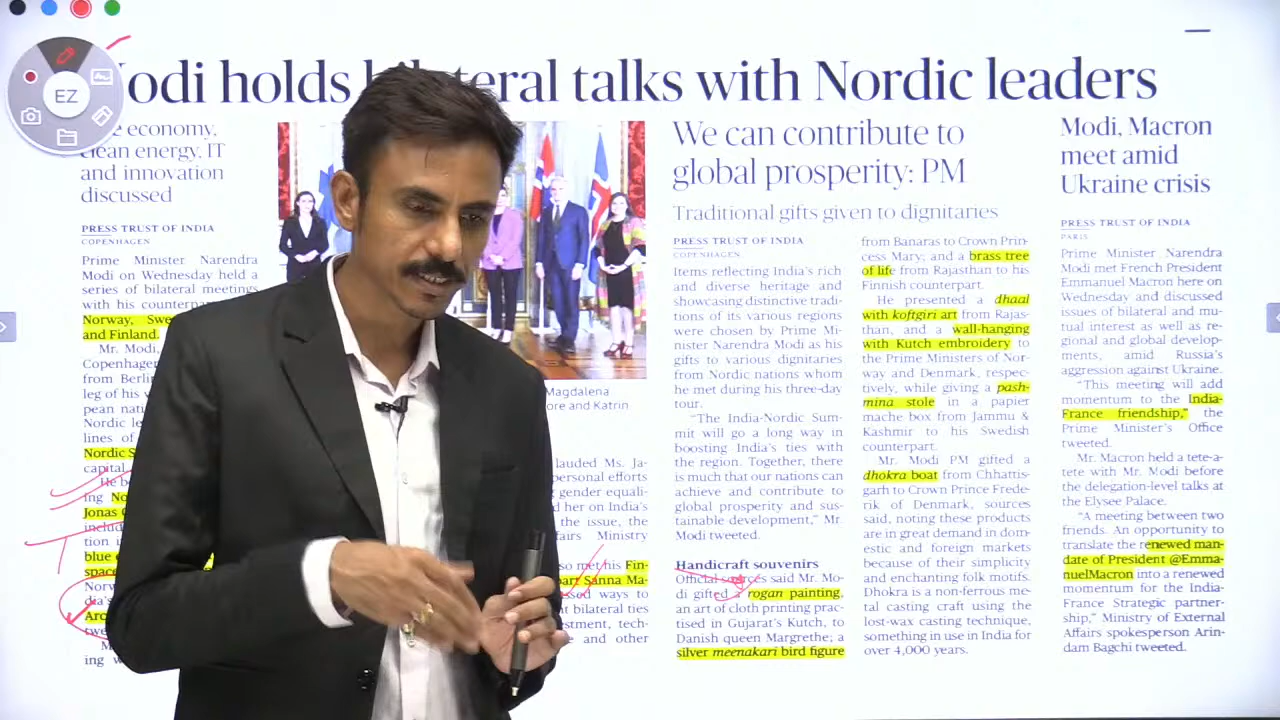 EZ
odi holds bilateral talks with Nordic leaders
economy,
clean energy, IT
and innovation
discussed
PRESS TRUST OF INDIA
COPENHAGEN
Prime Minister Narendra
Modi on Wednesday held a
series of bilateral meetings
with his counterpa
Norway, Swe
and Finland.
Mr. Modi,
Copenhage
from Berli
leg of his
pean nati
Nordic le
lines of
Nordic S
capital
He
ing No
Jonas
includi
tion i
blue
space
Norw
dia's
Arc
twe
ing w
Magdalena
ore and Katrin
lauded Ms. Ja-
personal efforts
gender equali-
her on India's
the issue, the
fairs Ministry
so met his Fin-
part Sanna Ma-
ssed ways to
bilateral ties
estment, tech-
and other
We can contribute to
global prosperity: PM
Traditional gifts given to dignitaries
PRESS TRUST OF INDIA
COPENHAGEN
Items reflecting India's rich
and diverse heritage and
showcasing distinctive tradi-
tions of its various regions
were chosen by Prime Mi-
nister Narendra Modi as his
gifts to various dignitaries
from Nordic nations whom
he met during his three-day
tour.
"The India-Nordic Sum-
mit will go a long way in
boosting India's ties with
the region. Together, there
is much that our nations can
achieve and contribute to
global prosperity and sus-
tainable development," Mr.
Modi tweeted.
Handicraft souvenirs
Official sources said Mr. Mo-
di gifted a rogan painting,
an art of cloth printing prac-
tised in Gujarat's Kutch, to
Danish queen Margrethe; a
silver meenakari bird figure
from Banaras to Crown Prin-
cess Mary; and a brass tree
of life from Rajasthan to his
Finnish counterpart.
He presented a dhaal
with koftgiri art from Rajas-
than, and a wall-hanging
with Kutch embroidery to
the Prime Ministers of Nor-
way and Denmark, respec-
tively, while giving a pash-
mina stole in a papier
mache box from Jammu &
Kashmir to his Swedish
counterpart.
Mr. Modi PM gifted a
dhokra boat from Chhattis-
garh to Crown Prince Frede-
rik of Denmark, sources
said, noting these products
are in great demand in dom-
estic and foreign markets
because of their simplicity
and enchanting folk motifs.
Dhokra is a non-ferrous me-
tal casting craft using the
lost-wax casting technique,
something in use in India for
over 4,000 years.
Modi, Macron
meet amid
Ukraine crisis
PRESS TRUST OF INDIA
PARIS
Prime Minister Narendra
Modi met French President
Emmanuel Macron here on
Wednesday and discussed
issues of bilateral and mu-
tual interest as well as re-
gional and global develop-
ments, amid Russia's
aggression against Ukraine.
"This meeting will add
momentum to the India-
France friendship," the
Prime Minister's Office
tweeted.
Mr. Macron held a tete-a-
tete with Mr. Modi before
the delegation-level talks at
the Elysee Palace.
"A meeting between two
friends. An opportunity to
translate the renewed man-
date of President @Emma-
nuelMacron into a renewed
momentum for the India-
France Strategic partner-
ship," Ministry of External
Affairs spokesperson Arin-
dam Bagchi tweeted.